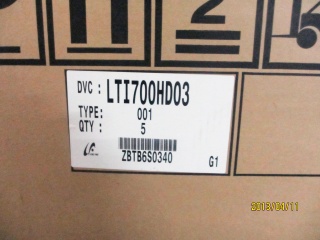 DVC : LTI700HD03
TYPE: 001
QTY : 5
ZBTB6S0340
G1
2013/04/11